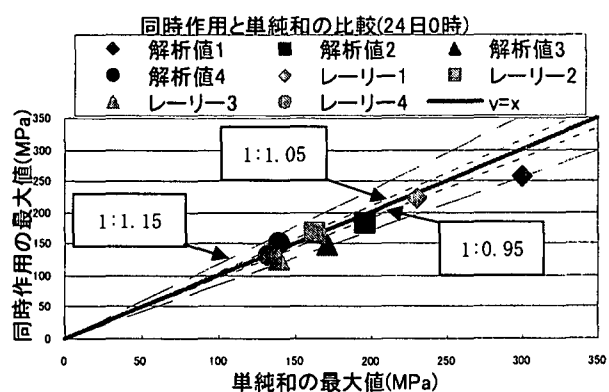 同時作用と単純和の比較(24日0時)
解析値1 解析値2 解析値3
解析値4 レーリー1 レーリー2
レーリー3 レーリー4 y=x
同時作用の最大値(MPa)
350
300
250
200
150
100
50
0
1:1.05
1:1.15
1:0.95
0 50 100 150 200 250 300 350
単純和の最大値(MPa)